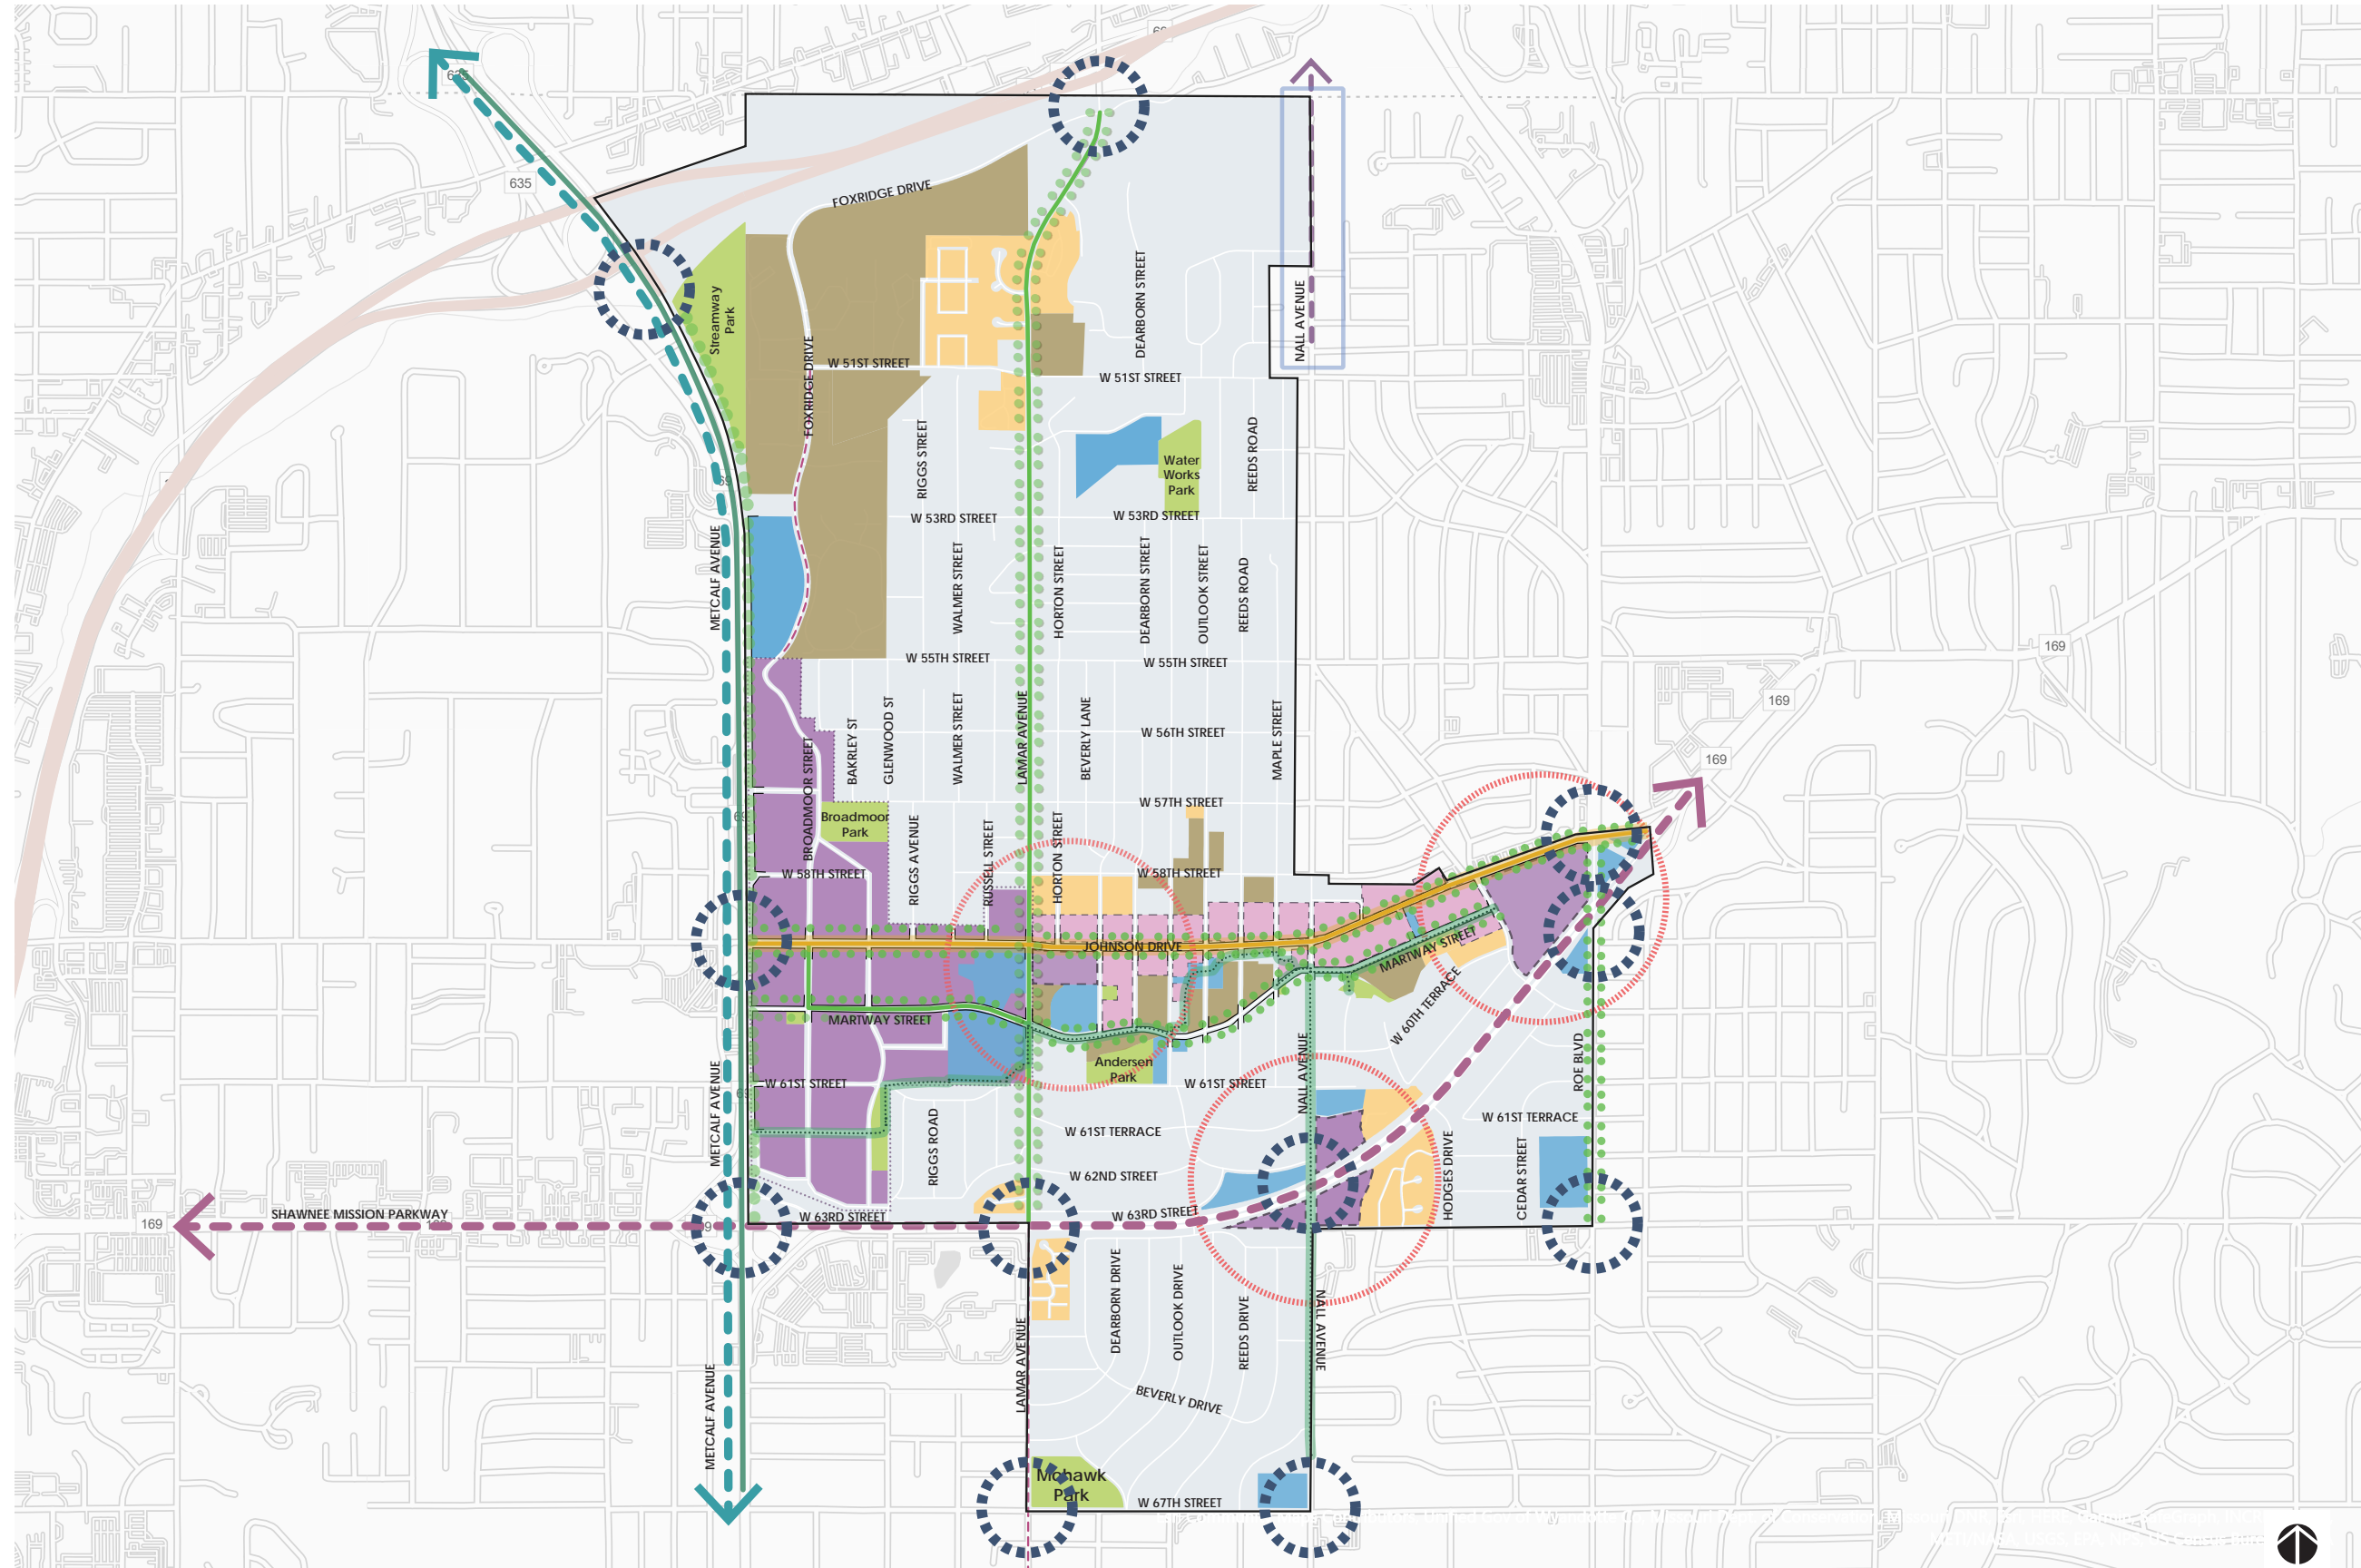 635
69
635
FOXRIDGE DRIVE
Streamway
Park
DEARBORN STREET
NALL AVENUE
FOXRIDGE DRIVE
W 51ST STREET
W 51ST STREET
RIGGS STREET
REEDS ROAD
Water
Works
Park
69
W 53RD STREET
W 53RD STREET
METCALF AVENUE
WALMER STREET
HORTON STREET
DEARBORN STREET
OUTLOOK STREET
REEDS ROAD
169
W 55TH STREET
W 55TH STREET
169
BROADMOOR STREET
BAKRLEY ST
GLENWOOD ST
WALMER STREET
LAMAR AVENUE
BEVERLY LANE
W 56TH STREET
MAPLE STREET
169
W 57TH STREET
69
Broadmoor
Park
RIGGS AVENUE
RUSSELL STREET
HORTON STREET
W 58TH STREET
W 58TH STREET
JOHNSON DRIVE
MARTWAY STREET
MARTWAY STREET
W 60TH TERRACE
Andersen
Park
METCALF AVENUE
69
W 61ST STREET
W 61ST STREET
NALL AVENUE
ROE BLVD
RIGGS ROAD
W 61ST TERRACE
W 61ST TERRACE
W 62ND STREET
HODGES DRIVE
CEDAR STREET
169
SHAWNEE MISSION PARKWAY
W 63RD STREET
W 63RD STREET
METCALF AVENUE
LAMAR AVENUE
DEARBORN DRIVE
OUTLOOK DRIVE
REEDS DRIVE
NALL AVENUE
BEVERLY DRIVE
Mohawk
Park
W 67TH STREET